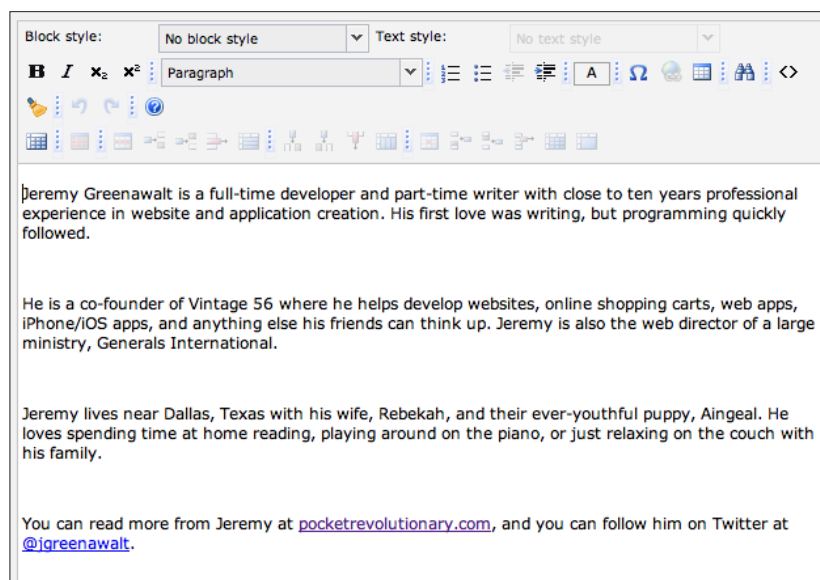 Block style: No block style Text style: No text style
B I x₂ x² Paragraph A Ω <>
Jeremy Greenawalt is a full-time developer and part-time writer with close to ten years professional
experience in website and application creation. His first love was writing, but programming quickly
followed.
He is a co-founder of Vintage 56 where he helps develop websites, online shopping carts, web apps,
iPhone/iOS apps, and anything else his friends can think up. Jeremy is also the web director of a large
ministry, Generals International.
Jeremy lives near Dallas, Texas with his wife, Rebekah, and their ever-youthful puppy, Aingeal. He
loves spending time at home reading, playing around on the piano, or just relaxing on the couch with
his family.
You can read more from Jeremy at pocketrevolutionary.com, and you can follow him on Twitter at
@jgreenawalt.